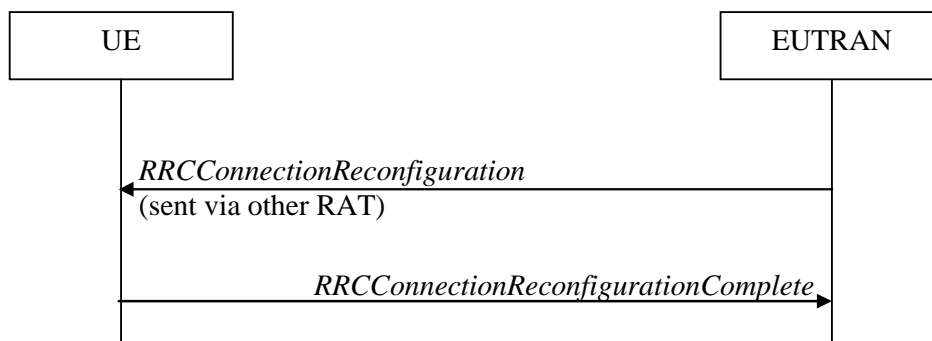 UE
EUTRAN
RRCConnectionReconfiguration
(sent via other RAT)
RRCConnectionReconfigurationComplete